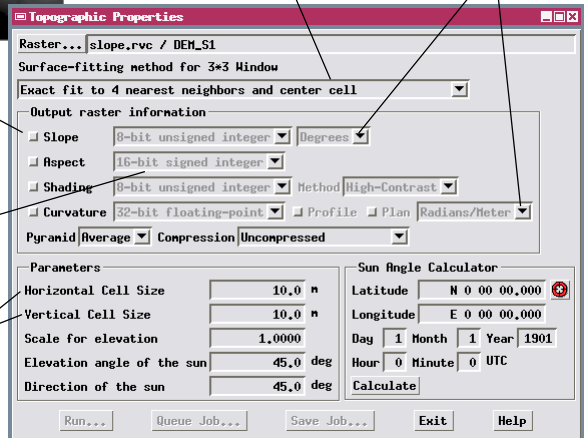 Topographic Properties
Raster... slope.rvc / DEM_S1
Surface-fitting method for 3*3 Window
Exact fit to 4 nearest neighbors and center cell
Output raster information
Slope 8-bit unsigned integer Degrees
Aspect 16-bit signed integer
Shading 8-bit unsigned integer Method High-Contrast
Curvature 32-bit floating-point Profile Plan Radians/Meter
Pyramid Average Compression Uncompressed
Parameters
Horizontal Cell Size 10.0 m
Vertical Cell Size 10.0 m
Scale for elevation 1.0000
Elevation angle of the sun 45.0 deg
Direction of the sun 45.0 deg
Sun Angle Calculator
Latitude N 0 00 00.000
Longitude E 0 00 00.000
Day 1 Month 1 Year 1901
Hour 0 Minute 0 UTC
Calculate
Run... Queue Job... Save Job... Exit Help